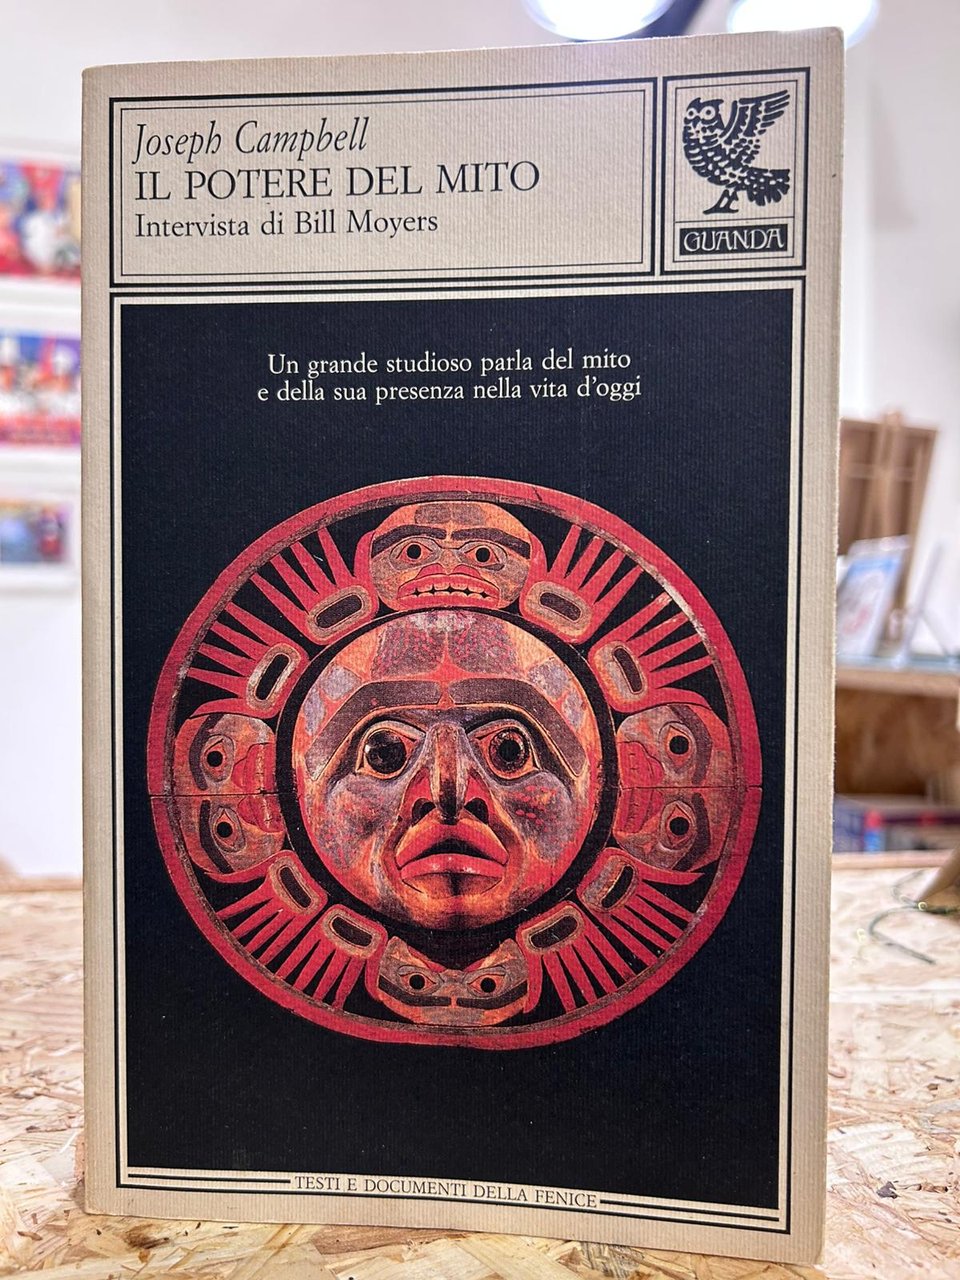 Joseph Campbell
IL POTERE DEL MITO
Intervista di Bill Moyers
GUANDA
Un grande studioso parla del mito
e della sua presenza nella vita d'oggi
TESTI E DOCUMENTI DELLA FENICE